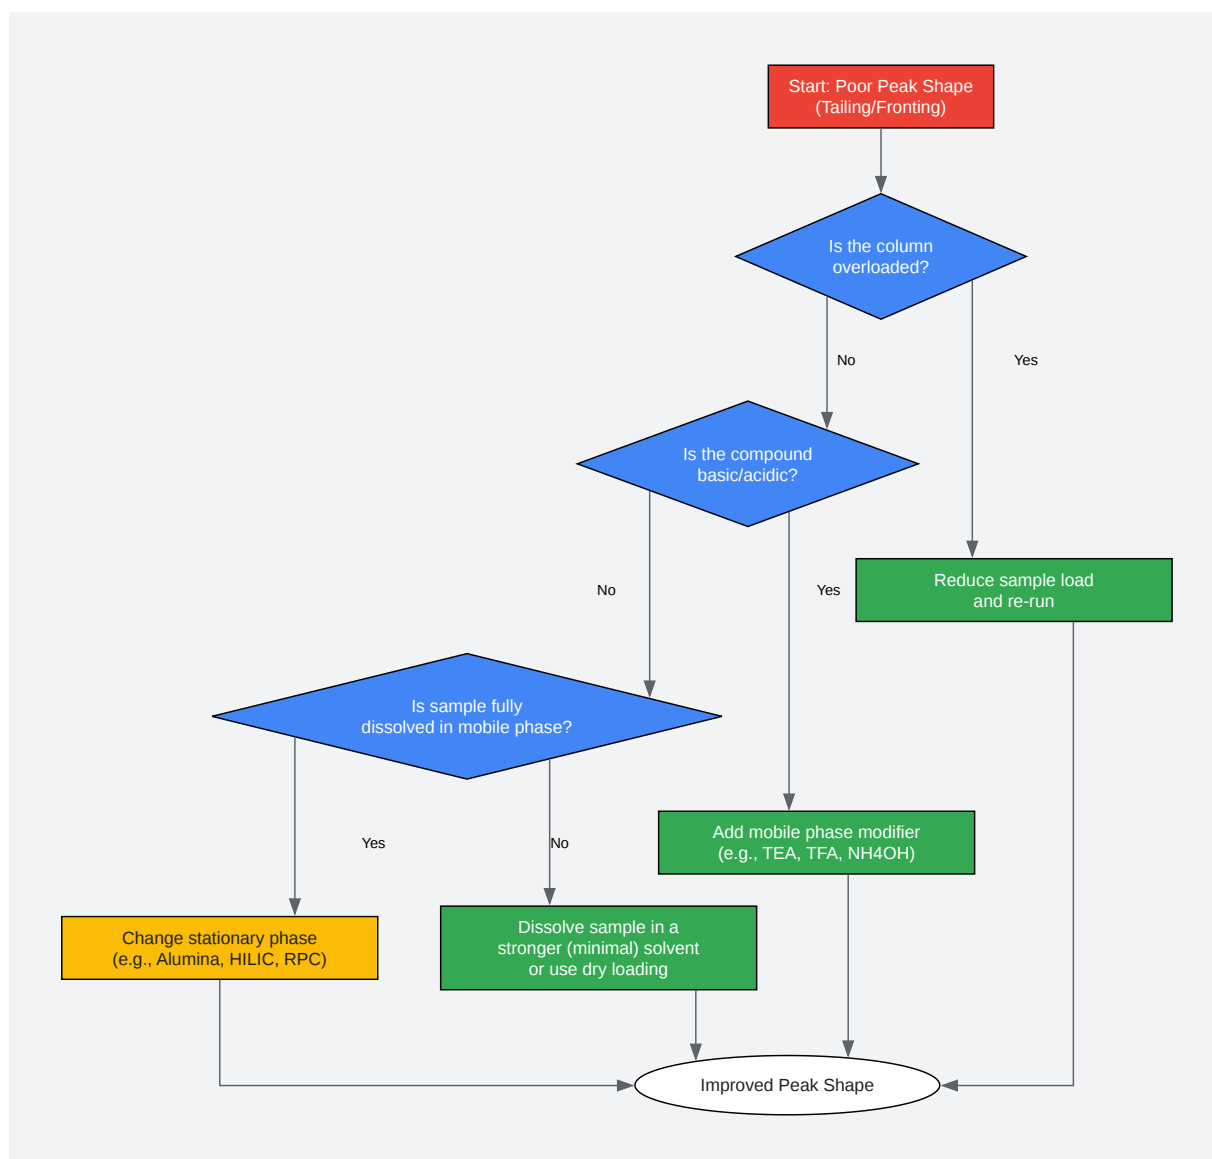 Start: Poor Peak Shape
(Tailing/Fronting)
Is the column
overloaded?
No
Yes
Is the compound
basic/acidic?
No
Yes
Reduce sample load
and re-run
Is sample fully
dissolved in mobile phase?
Yes
No
Add mobile phase modifier
(e.g., TEA, TFA, NH4OH)
Change stationary phase
(e.g., Alumina, HILIC, RPC)
Dissolve sample in a
stronger (minimal) solvent
or use dry loading
Improved Peak Shape